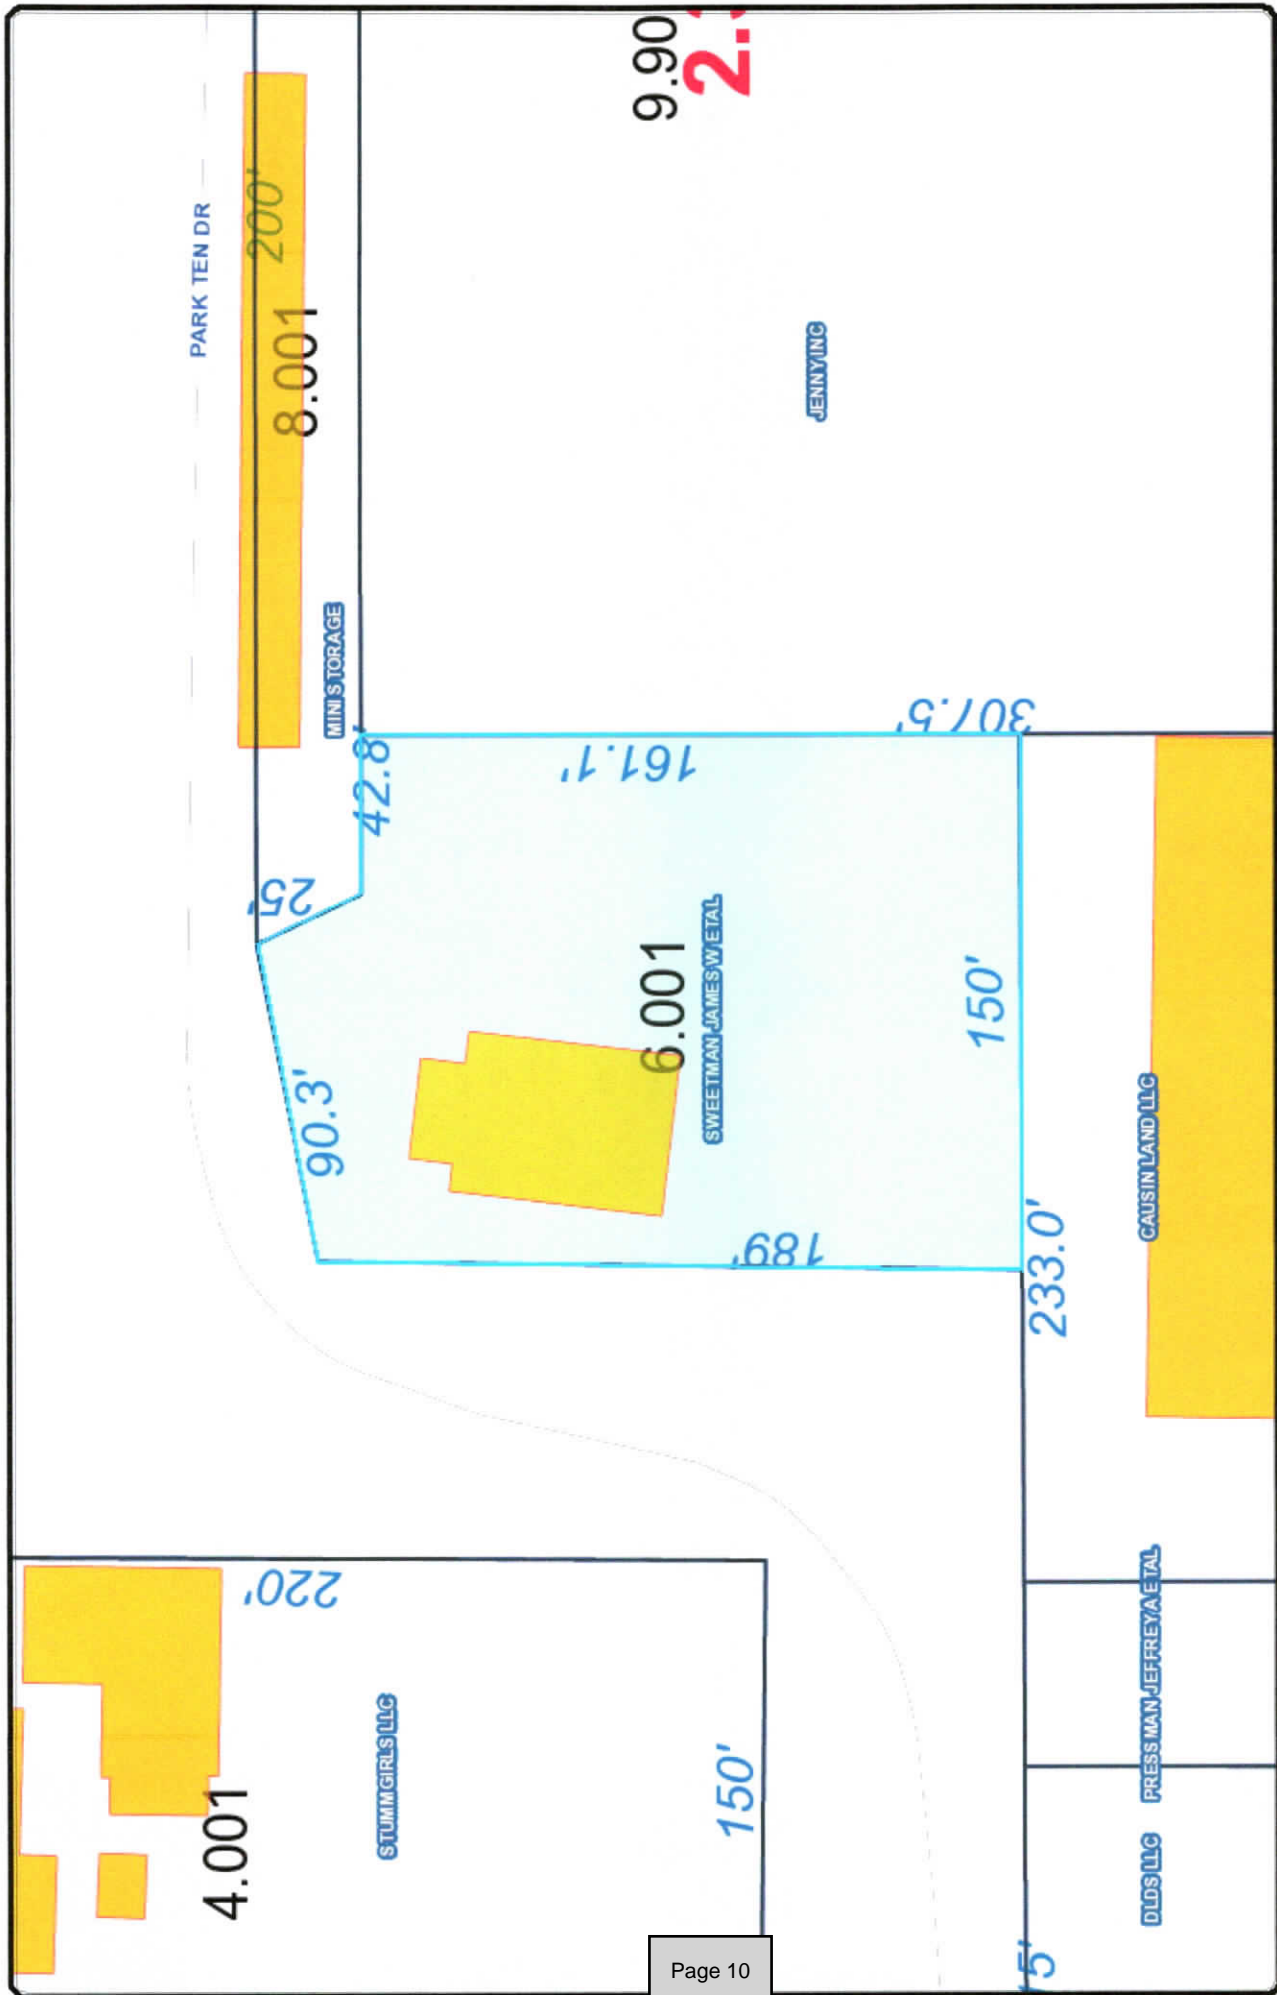 9.90
2.
PARK TEN DR
200'
8.001
JENNY INC
MINI STORAGE
42.8'
161.1'
307.5'
25'
6.001
SWEETMAN JAMES W ETAL
150'
90.3'
189'
CAUSIN LAND LLC
233.0'
220'
STUMMGIRLS LLC
4.001
150'
PRESSMAN JEFFREY A ETAL
DLDS LLC
5'
Page 10